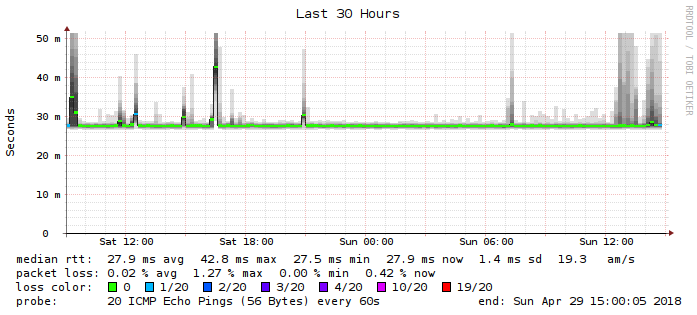 Last 30 Hours
RRDTOOL / TOBI OETIKER
Seconds
50 m
40 m
30 m
20 m
10 m
0
Sat 12:00 Sat 18:00 Sun 00:00 Sun 06:00 Sun 12:00
median rtt: 27.9 ms avg 42.8 ms max 27.5 ms min 27.9 ms now 1.4 ms sd 19.3 am/s
packet loss: 0.02 % avg 1.27 % max 0.00 % min 0.42 % now
loss color: 0 1/20 2/20 3/20 4/20 10/20 19/20
probe: 20 ICMP Echo Pings (56 Bytes) every 60s end: Sun Apr 29 15:00:05 2018